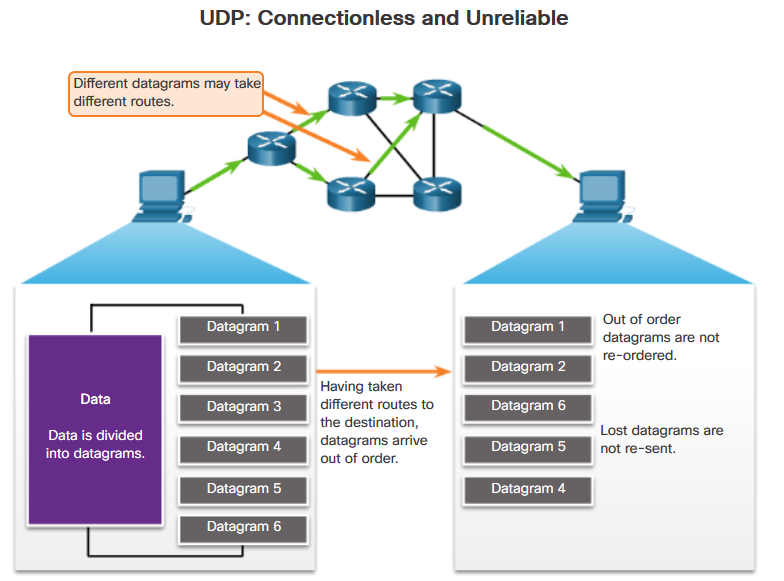 UDP: Connectionless and Unreliable
Different datagrams may take
different routes.
Data
Data is divided
into datagrams.
Datagram 1
Datagram 2
Datagram 3
Datagram 4
Datagram 5
Datagram 6
Having taken
different routes to
the destination,
datagrams arrive
out of order.
Datagram 1
Datagram 2
Datagram 6
Datagram 5
Datagram 4
Out of order
datagrams are not
re-ordered.
Lost datagrams are
not re-sent.